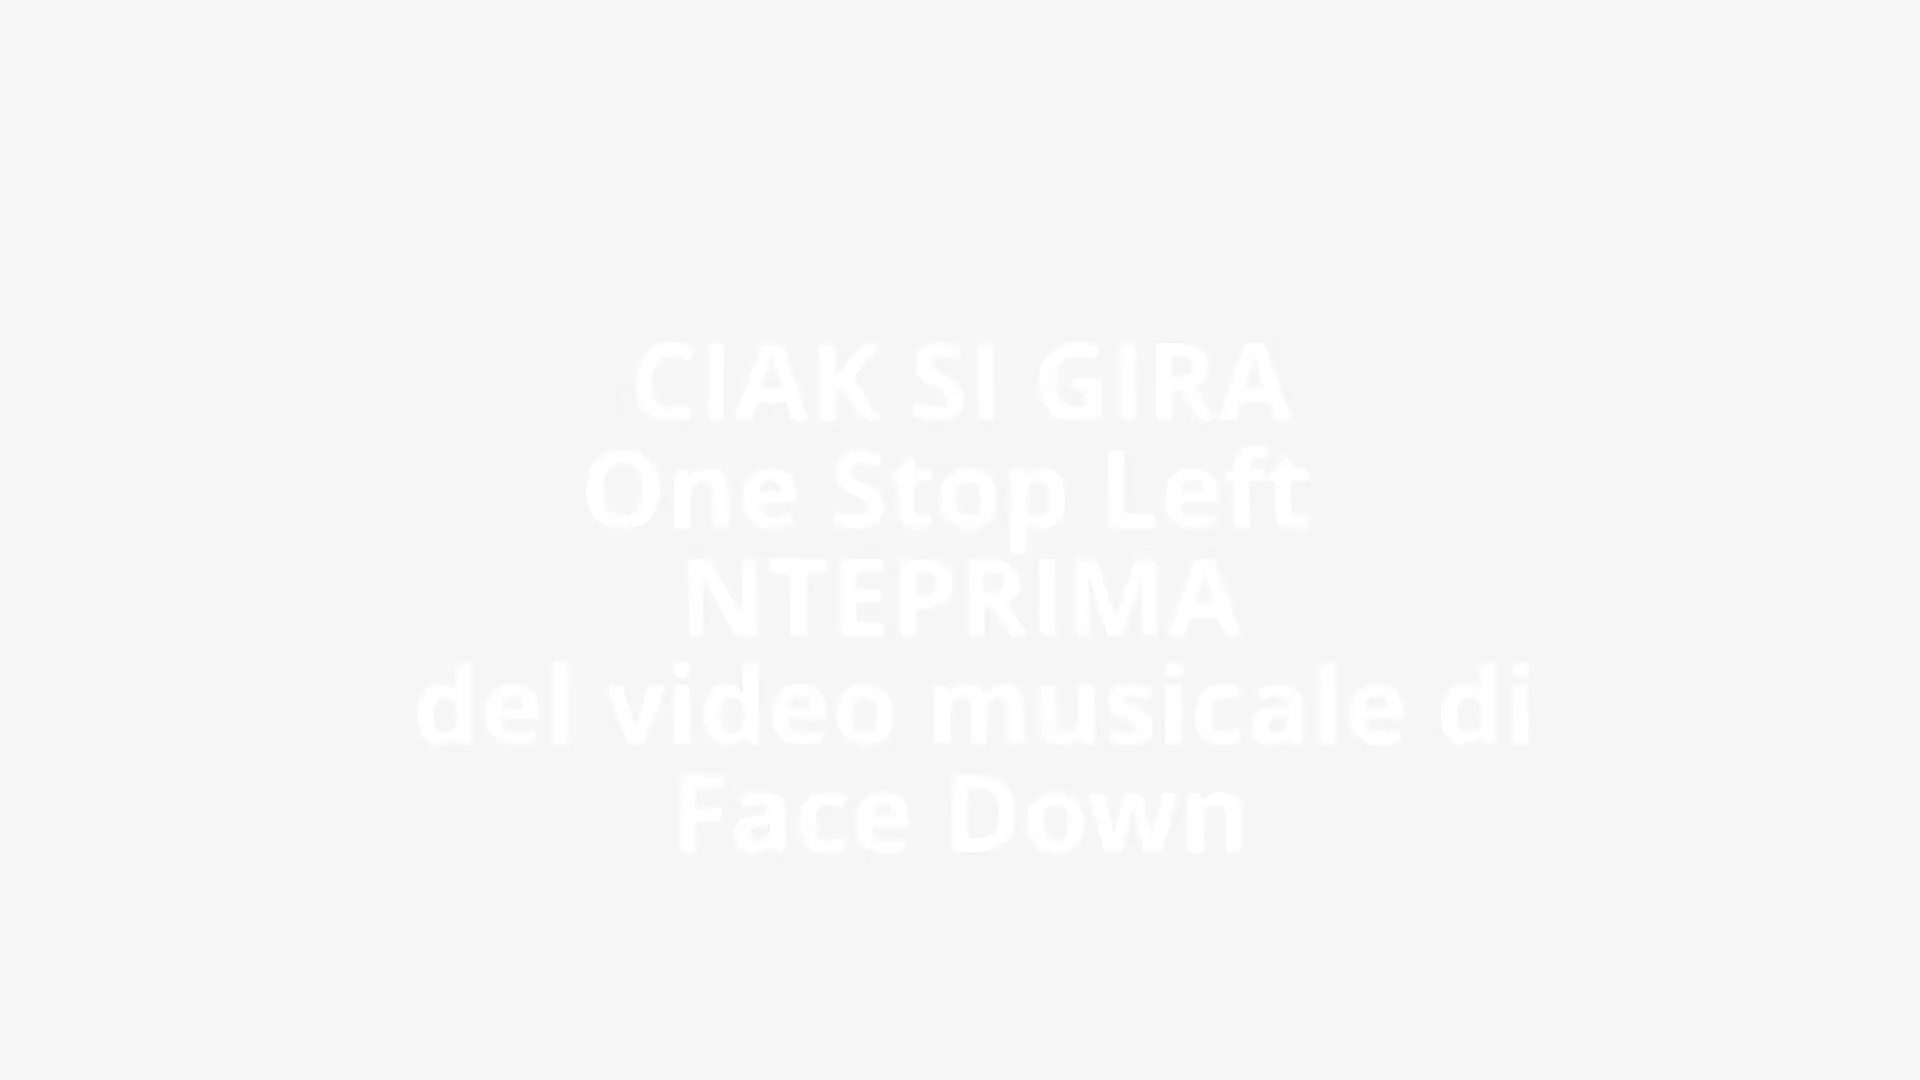 CIAK SI GIRA
One Stop Left
NTEPRIMA
del video musicale di
Face Down